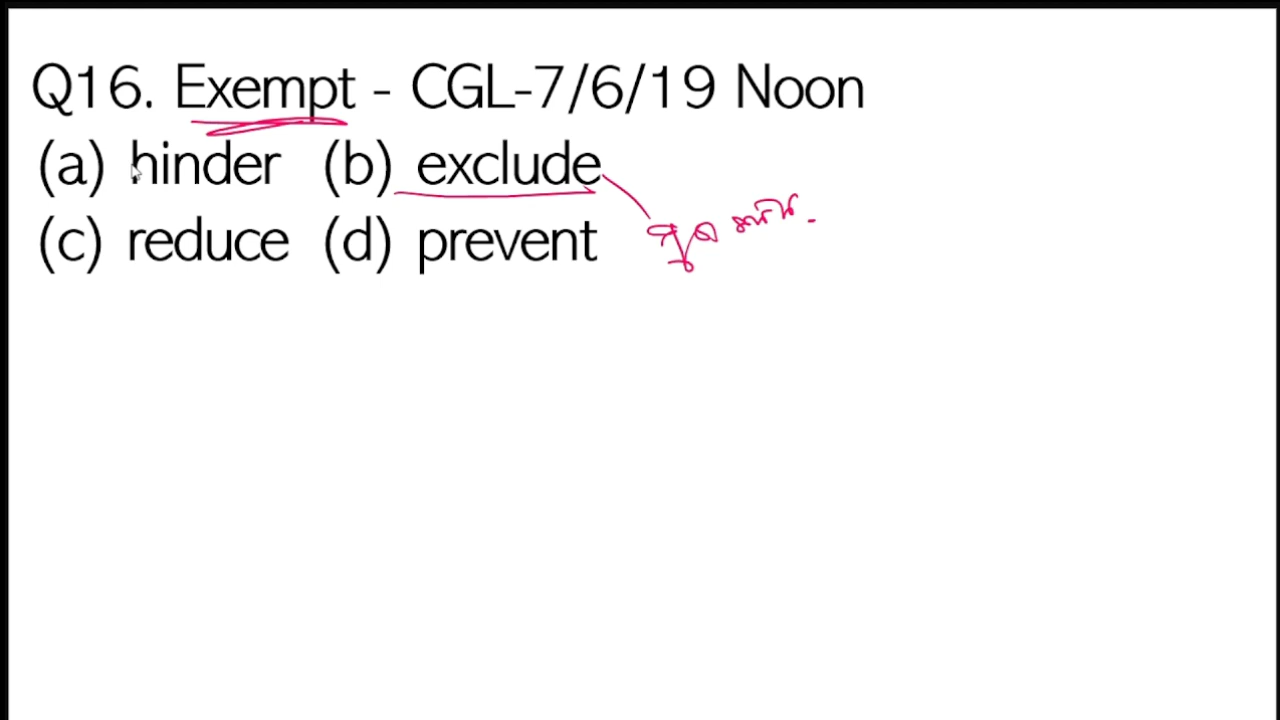 Q16. Exempt - CGL-7/6/19 Noon
(a) hinder (b) exclude
(c) reduce (d) prevent